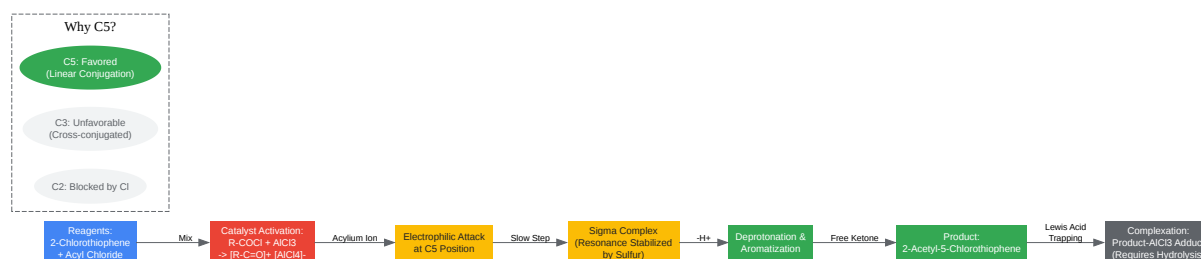 Why C5?
C5: Favored
(Linear Conjugation)
C3: Unfavorable
(Cross-conjugated)
C2: Blocked by Cl
Reagents:
2-Chlorothiophene
+ Acyl Chloride
Mix
Catalyst Activation:
R-COCl + AlCl3
-> [R-C=O]+ [AlCl4]-
Acylium Ion
Electrophilic Attack
at C5 Position
Slow Step
Sigma Complex
(Resonance Stabilized
by Sulfur)
-H+
Deprotonation &
Aromatization
Free Ketone
Product:
2-Acetyl-5-Chlorothiophene
Lewis Acid
Trapping
Complexation:
Product-AlCl3 Adduct
(Requires Hydrolysis